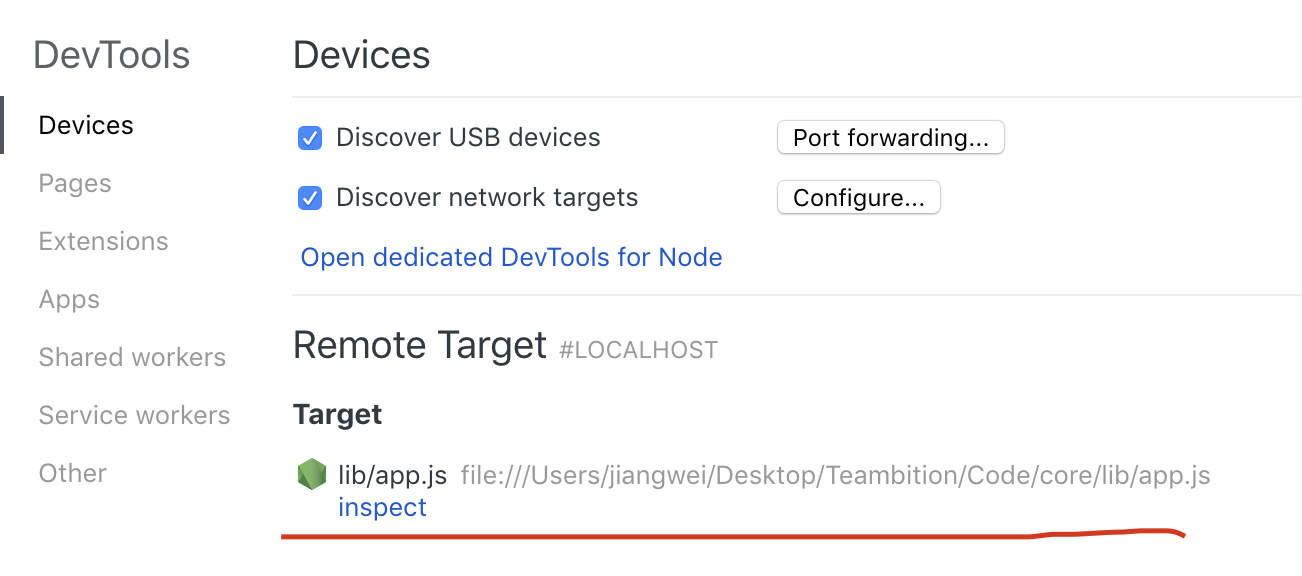 DevTools
Devices
Pages
Extensions
Apps
Shared workers
Service workers
Other
Devices
Discover USB devices
Port forwarding...
Discover network targets
Configure...
Open dedicated DevTools for Node
Remote Target #LOCALHOST
Target
lib/app.js file:///Users/jiangwei/Desktop/Teambition/Code/core/lib/app.js
inspect